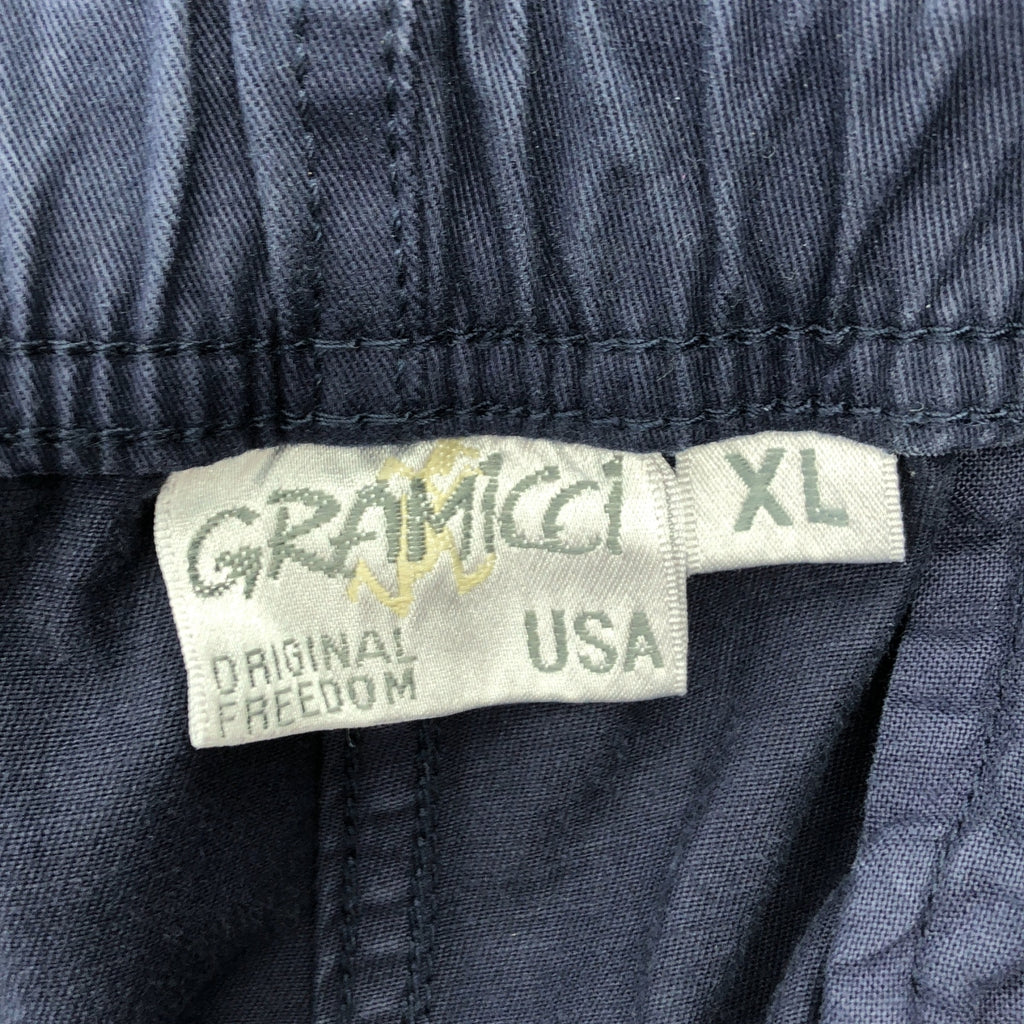 GRAMICCI
XL
ORIGINAL
FREEDOM
USA